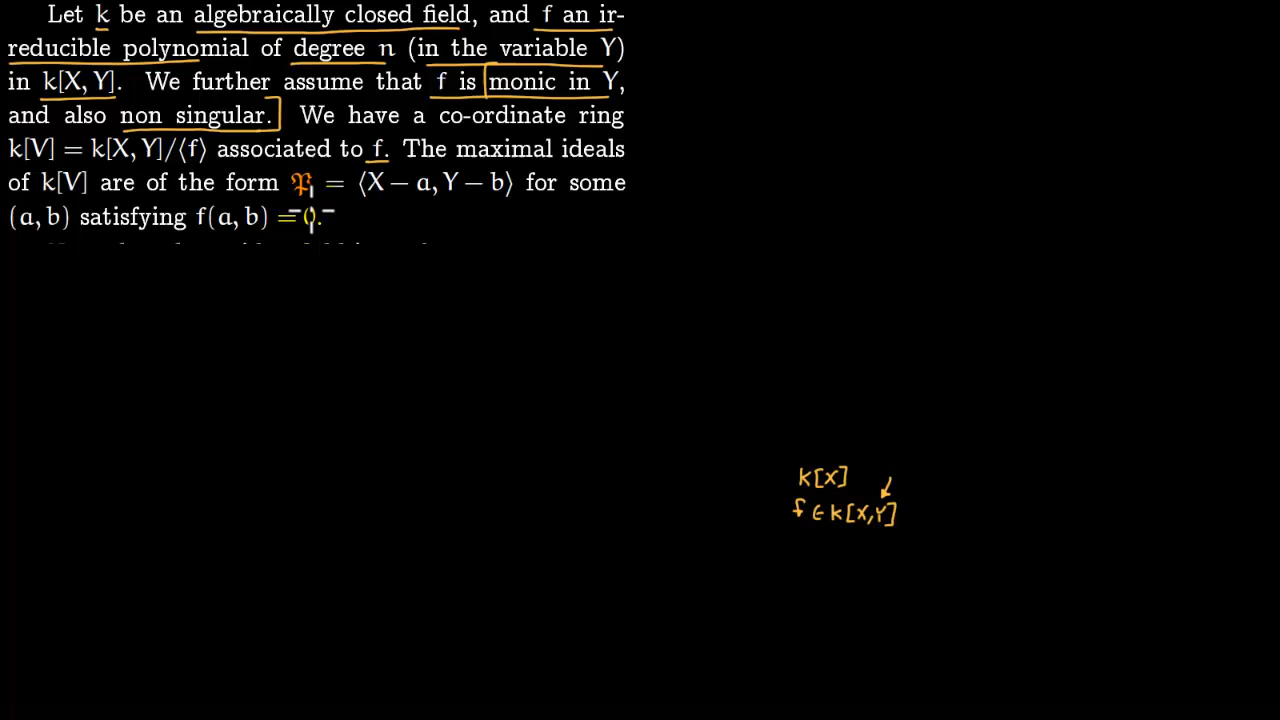 Let k be an algebraically closed field, and f an ir-
reducible polynomial of degree n (in the variable Y)
in k[X, Y]. We further assume that f is monic in Y,
and also non singular. We have a co-ordinate ring
k[V] = k[X, Y]/⟨f⟩ associated to f. The maximal ideals
of k[V] are of the form 𝔓 = ⟨X − a, Y − b⟩ for some
(a, b) satisfying f(a, b) = 0.
k[x]
f ∈ k[x,Y]